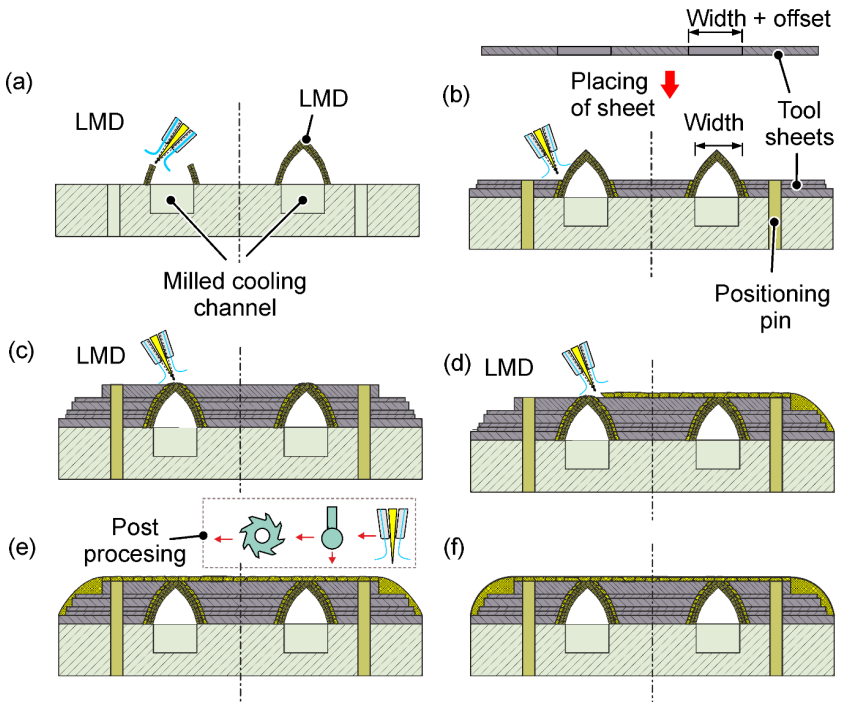 Width + offset
(a)
LMD
LMD
Placing
of sheet
(b)
Width
Tool
sheets
Milled cooling
channel
Positioning
pin
(c)
LMD
(d)
LMD
Post
procesing
(e)
(f)